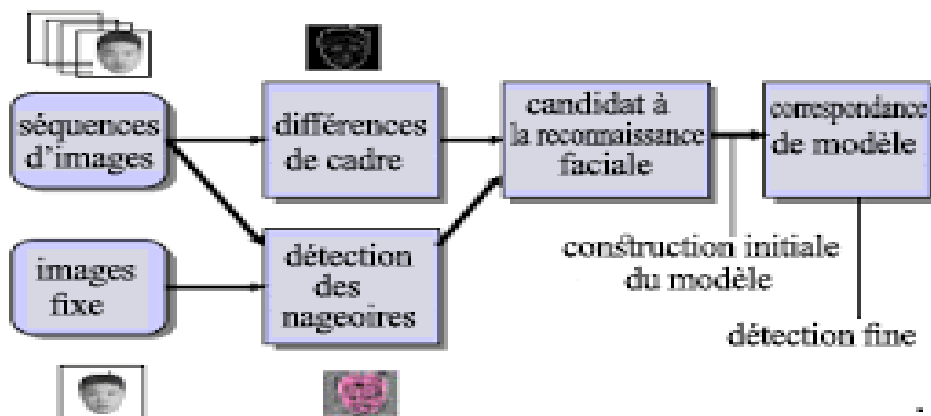 séquences
d'images
différences
de cadre
candidat à
la reconnaissance
faciale
correspondance
de modèle
images
fixe
détection
des
nageoires
construction initiale
du modèle
détection fine